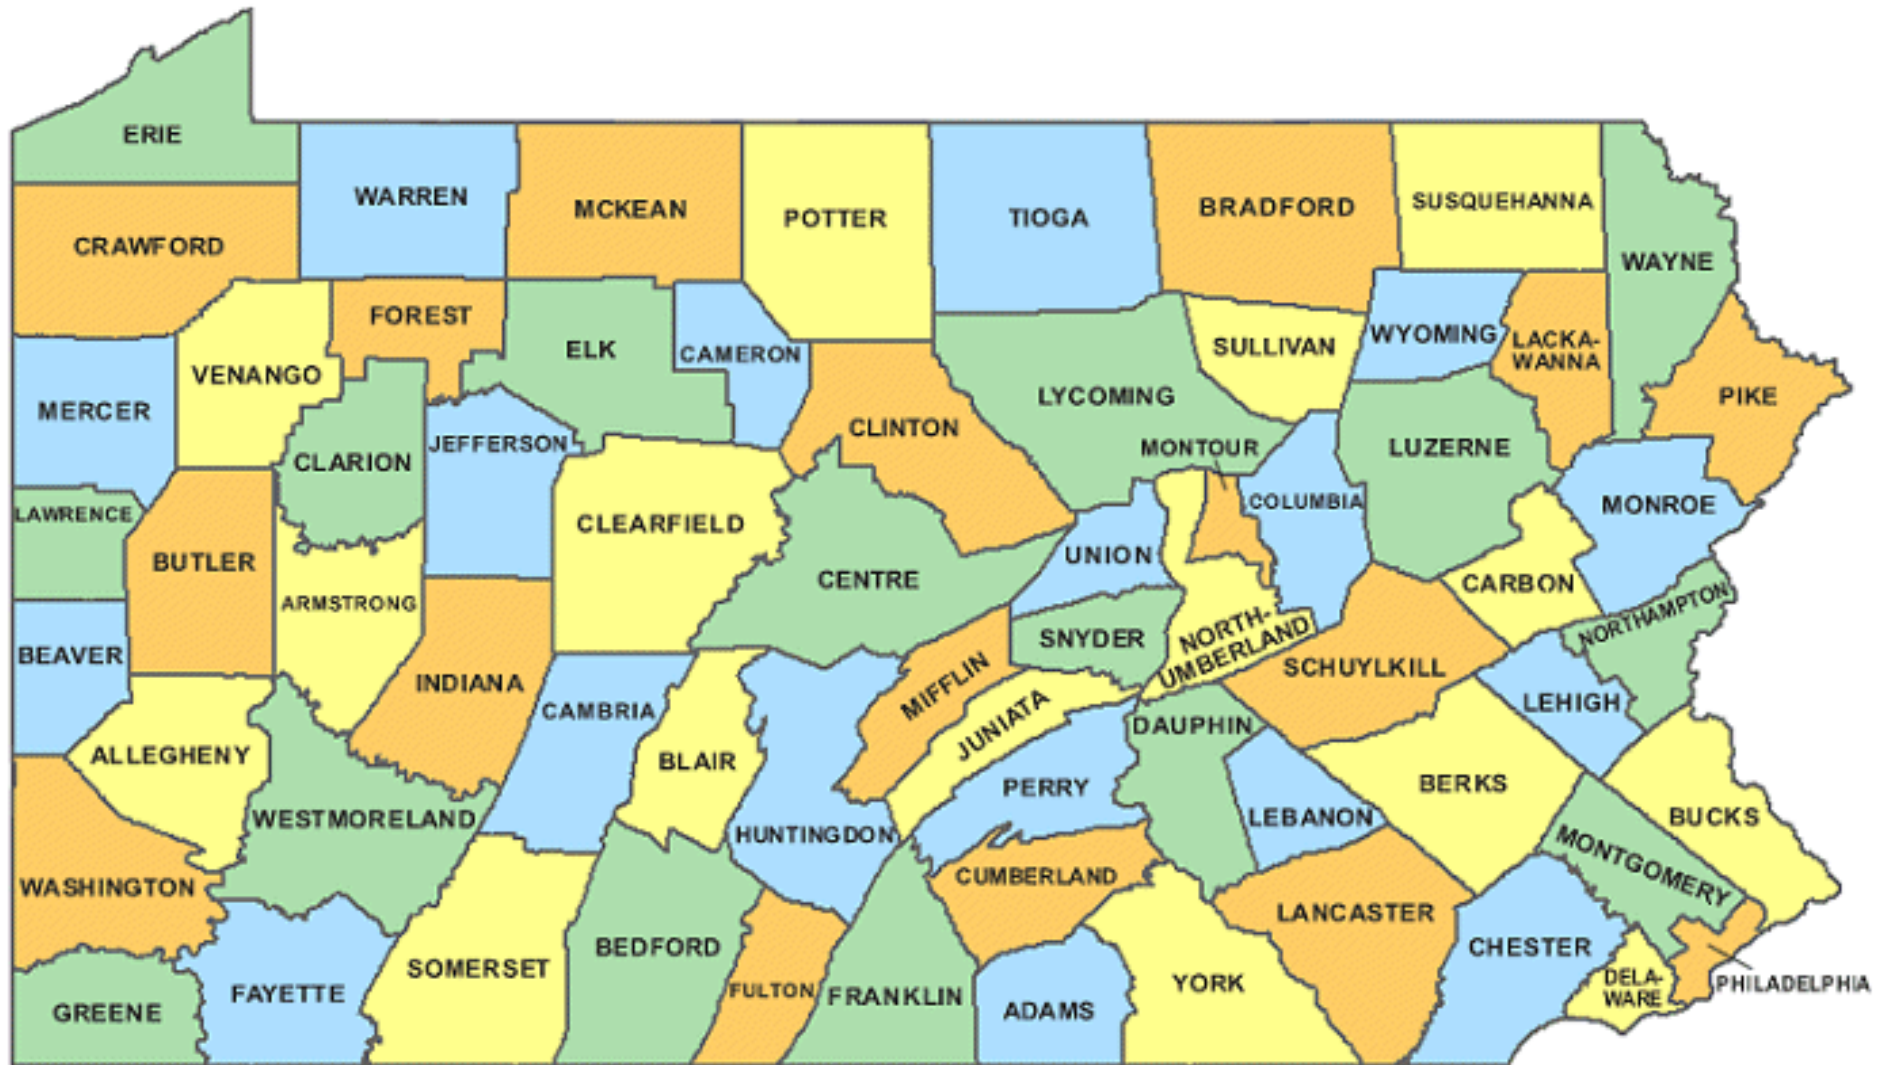 ERIE
WARREN
MCKEAN
POTTER
TIOGA
BRADFORD
SUSQUEHANNA
WAYNE
CRAWFORD
FOREST
ELK
CAMERON
SULLIVAN
WYOMING
LACKA-
WANNA
VENANGO
MERCER
PIKE
LYCOMING
CLINTON
JEFFERSON
MONTOUR
LUZERNE
CLARION
COLUMBIA
MONROE
LAWRENCE
CLEARFIELD
BUTLER
UNION
CENTRE
CARBON
ARMSTRONG
NORTHAMPTON
SNYDER
NORTH-
UMBERLAND
BEAVER
INDIANA
MIFFLIN
SCHUYLKILL
CAMBRIA
LEHIGH
JUNIATA
DAUPHIN
ALLEGHENY
BLAIR
PERRY
BERKS
WESTMORELAND
HUNTINGDON
LEBANON
BUCKS
MONTGOMERY
WASHINGTON
CUMBERLAND
LANCASTER
BEDFORD
CHESTER
SOMERSET
FAYETTE
FULTON
FRANKLIN
YORK
DELA-
WARE
PHILADELPHIA
GREENE
ADAMS